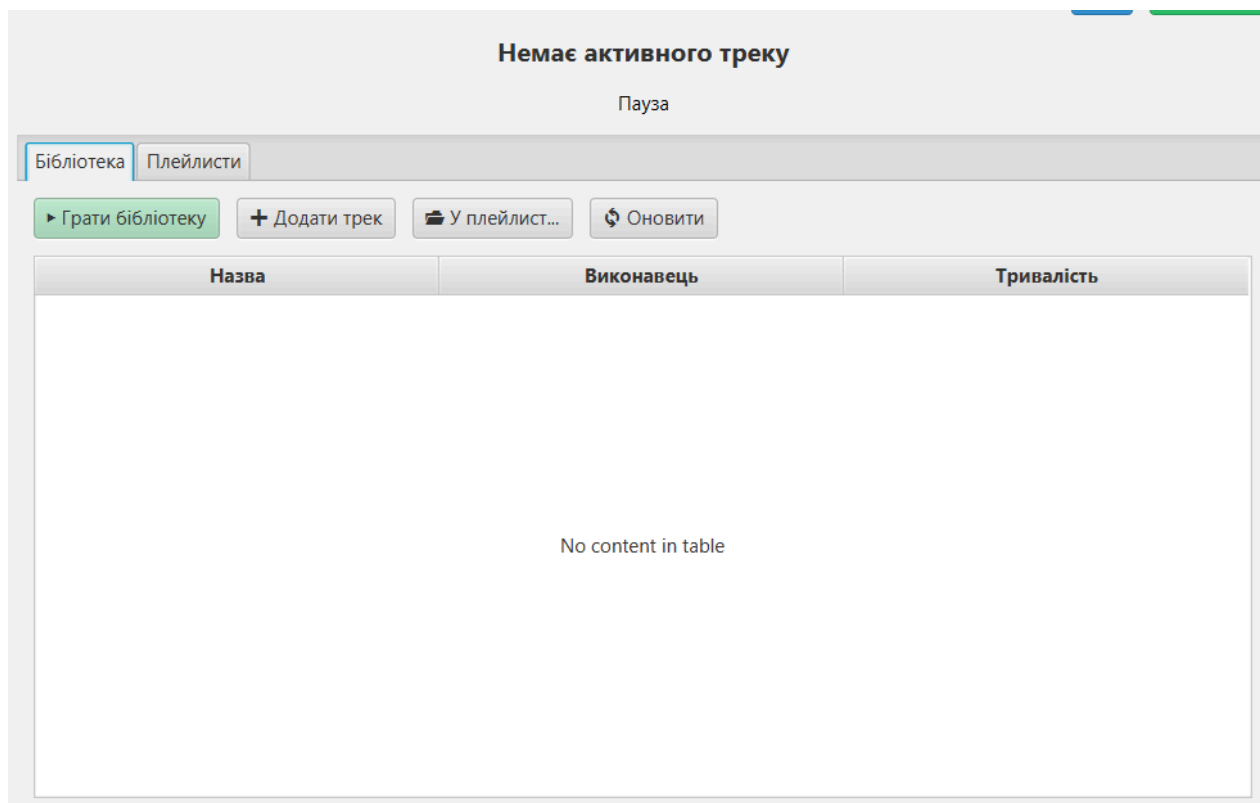 Немає активного треку
Пауза
Бібліотека Плейлисти
Грати бібліотеку Додати трек У плейлист... Оновити
Назва Виконавець Тривалість
No content in table